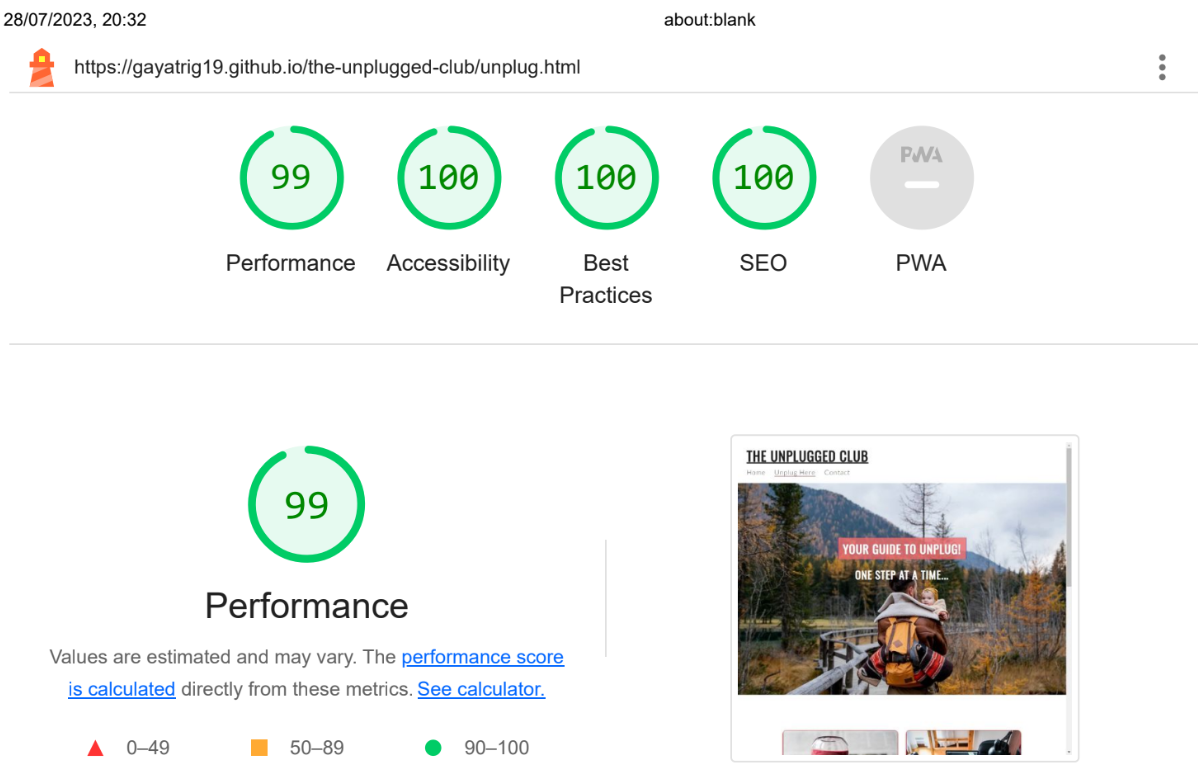 28/07/2023, 20:32 about:blank
https://gayatrig19.github.io/the-unplugged-club/unplug.html
99 100 100 100 PWA
Performance Accessibility Best Practices SEO PWA
99
Performance
Values are estimated and may vary. The performance score
is calculated directly from these metrics. See calculator.
0–49 50–89 90–100
THE UNPLUGGED CLUB
Home Unplug Here Contact
YOUR GUIDE TO UNPLUG!
ONE STEP AT A TIME...